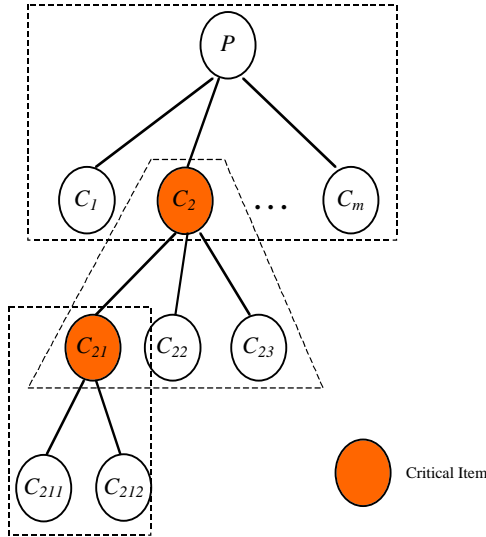 P
C1 C2 ... Cm
C21 C22 C23
C211 C212
Critical Item